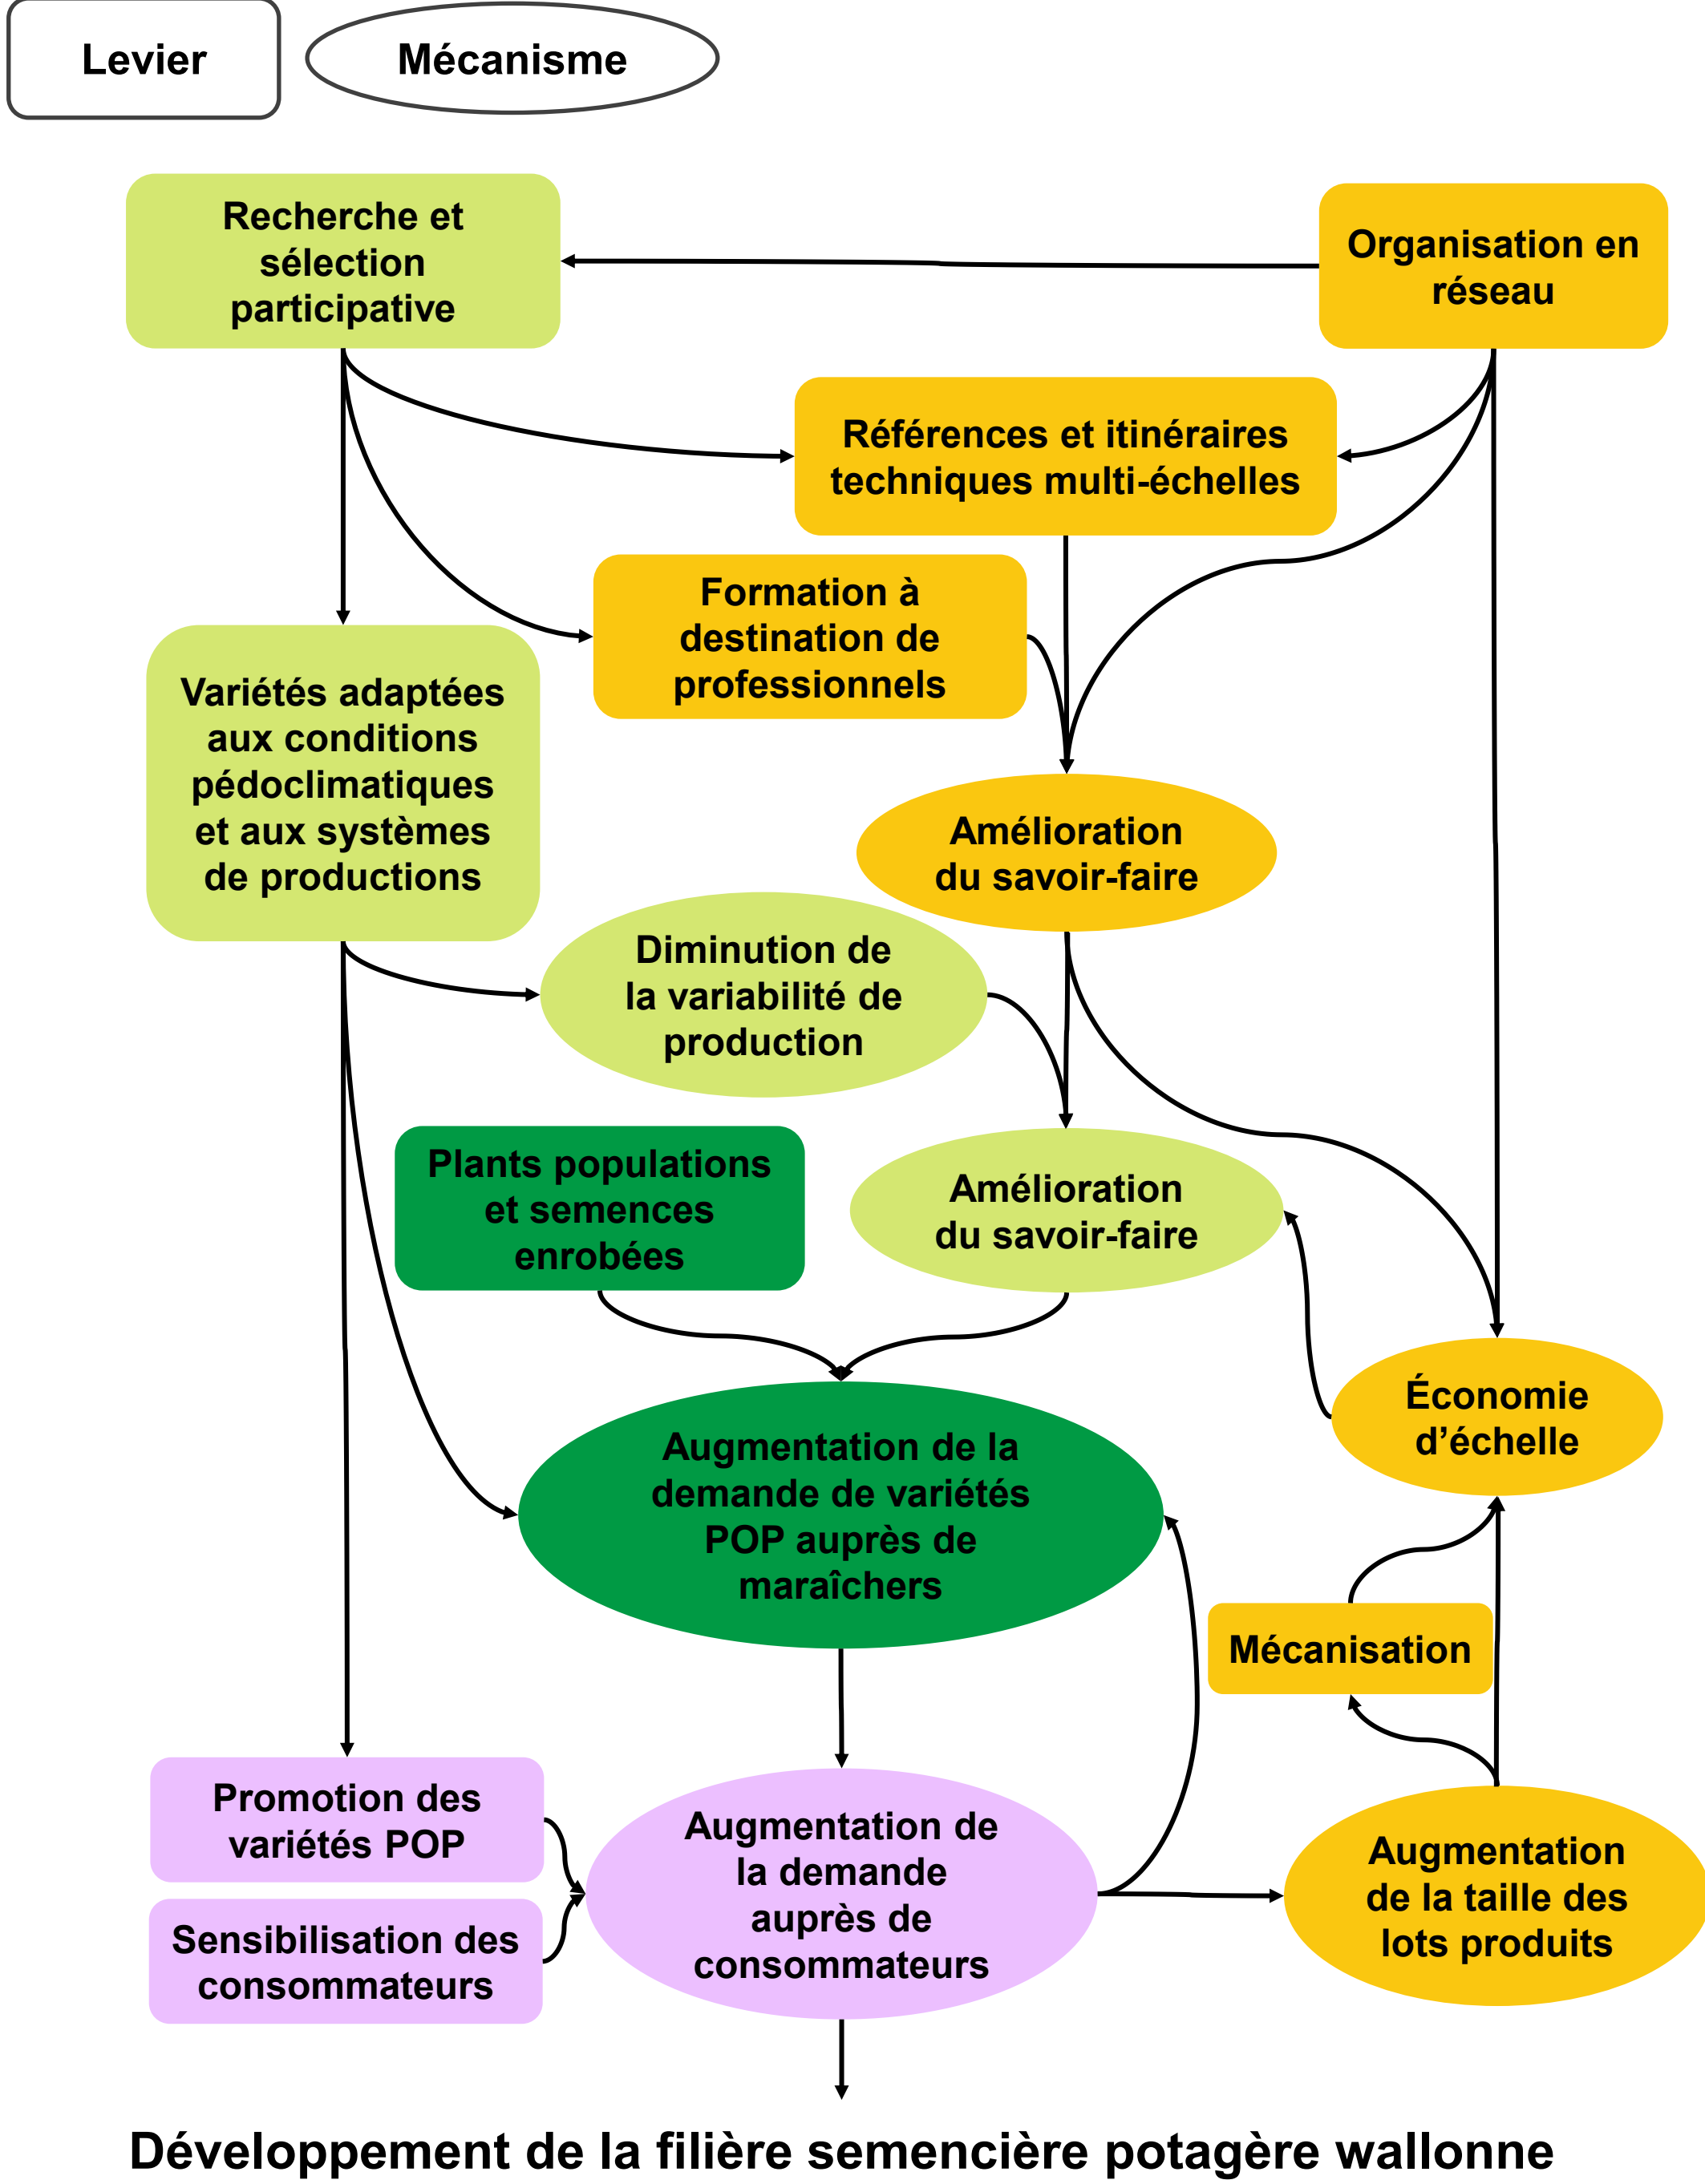 Levier
Mécanisme
Recherche et
sélection
participative
Organisation en
réseau
Références et itinéraires
techniques multi-échelles
Formation à
destination de
professionnels
Variétés adaptées
aux conditions
pédoclimatiques
et aux systèmes
de productions
Amélioration
du savoir-faire
Diminution de
la variabilité de
production
Plants populations
et semences
enrobées
Amélioration
du savoir-faire
Économie
d’échelle
Augmentation de la
demande de variétés
POP auprès de
maraîchers
Mécanisation
Promotion des
variétés POP
Augmentation de
la demande
auprès de
consommateurs
Augmentation
de la taille des
lots produits
Sensibilisation des
consommateurs
Développement de la filière semencière potagère wallonne